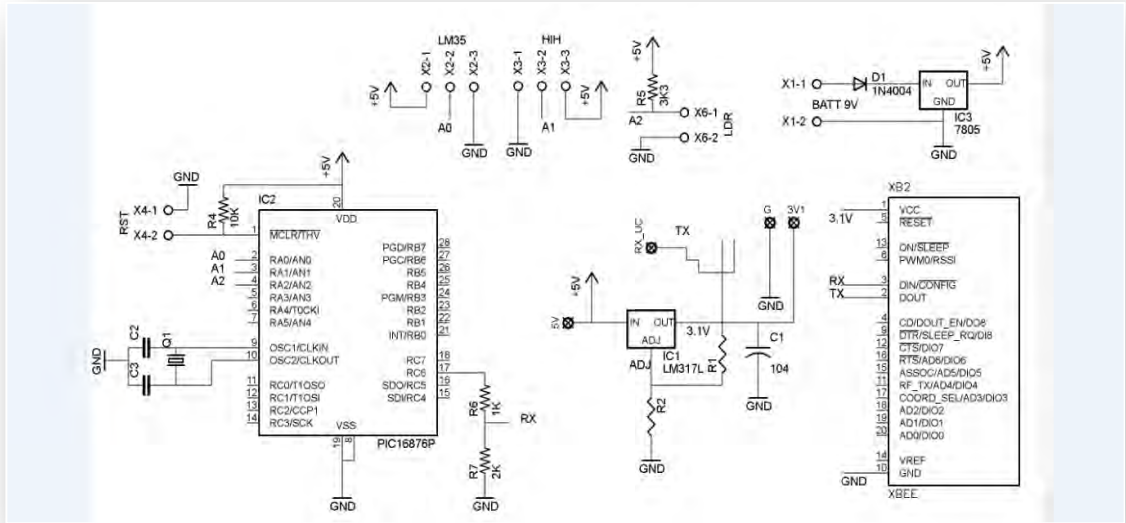 LM35
X2-1
X2-2
X2-3
+5V
A0
GND
HIH
X3-1
X3-2
X3-3
GND
A1
+5V
+5V
R5
3K3
A2
X6-1
X6-2
LDR
GND
X1-1
D1
1N4004
BATT 9V
X1-2
IN OUT
GND
IC3
7805
+5V
GND
GND
RST
X4-1
X4-2
R4
10K
+5V
IC2
20
VDD
1 MCLR/THV
A0 2 RA0/AN0
A1 3 RA1/AN1
A2 4 RA2/AN2
5 RA3/AN3
6 RA4/T0CKI
7 RA5/AN4
9 OSC1/CLKIN
10 OSC2/CLKOUT
11 RC0/T1OSO
12 RC1/T1OSI
13 RC2/CCP1
14 RC3/SCK
PGD/RB7 28
PGC/RB6 27
RB5 26
RB4 25
PGM/RB3 24
RB2 23
RB1 22
INT/RB0 21
RC7 18
RC6 17
SDO/RC5 16
SDI/RC4 15
VSS
19 8
PIC16876P
GND
C2
C3
Q1
GND
R6
1K
RX
R7
2K
GND
RX_UC
TX
G
3V1
GND
+5V
5V
IN OUT
ADJ
3.1V
IC1
LM317L
ADJ
R1
R2
GND
C1
104
GND
XB2
3.1V 1 VCC
5 RESET
13 ON/SLEEP
6 PWM0/RSSI
RX 3 DIN/CONFIG
TX 2 DOUT
4 CD/DOUT_EN/DO8
9 DTR/SLEEP_RQ/DI8
12 CTS/DIO7
16 RTS/AD6/DIO6
15 ASSOC/AD5/DIO5
11 RF_TX/AD4/DIO4
17 COORD_SEL/AD3/DIO3
18 AD2/DIO2
19 AD1/DIO1
20 AD0/DIO0
14 VREF
GND 10 GND
XBEE